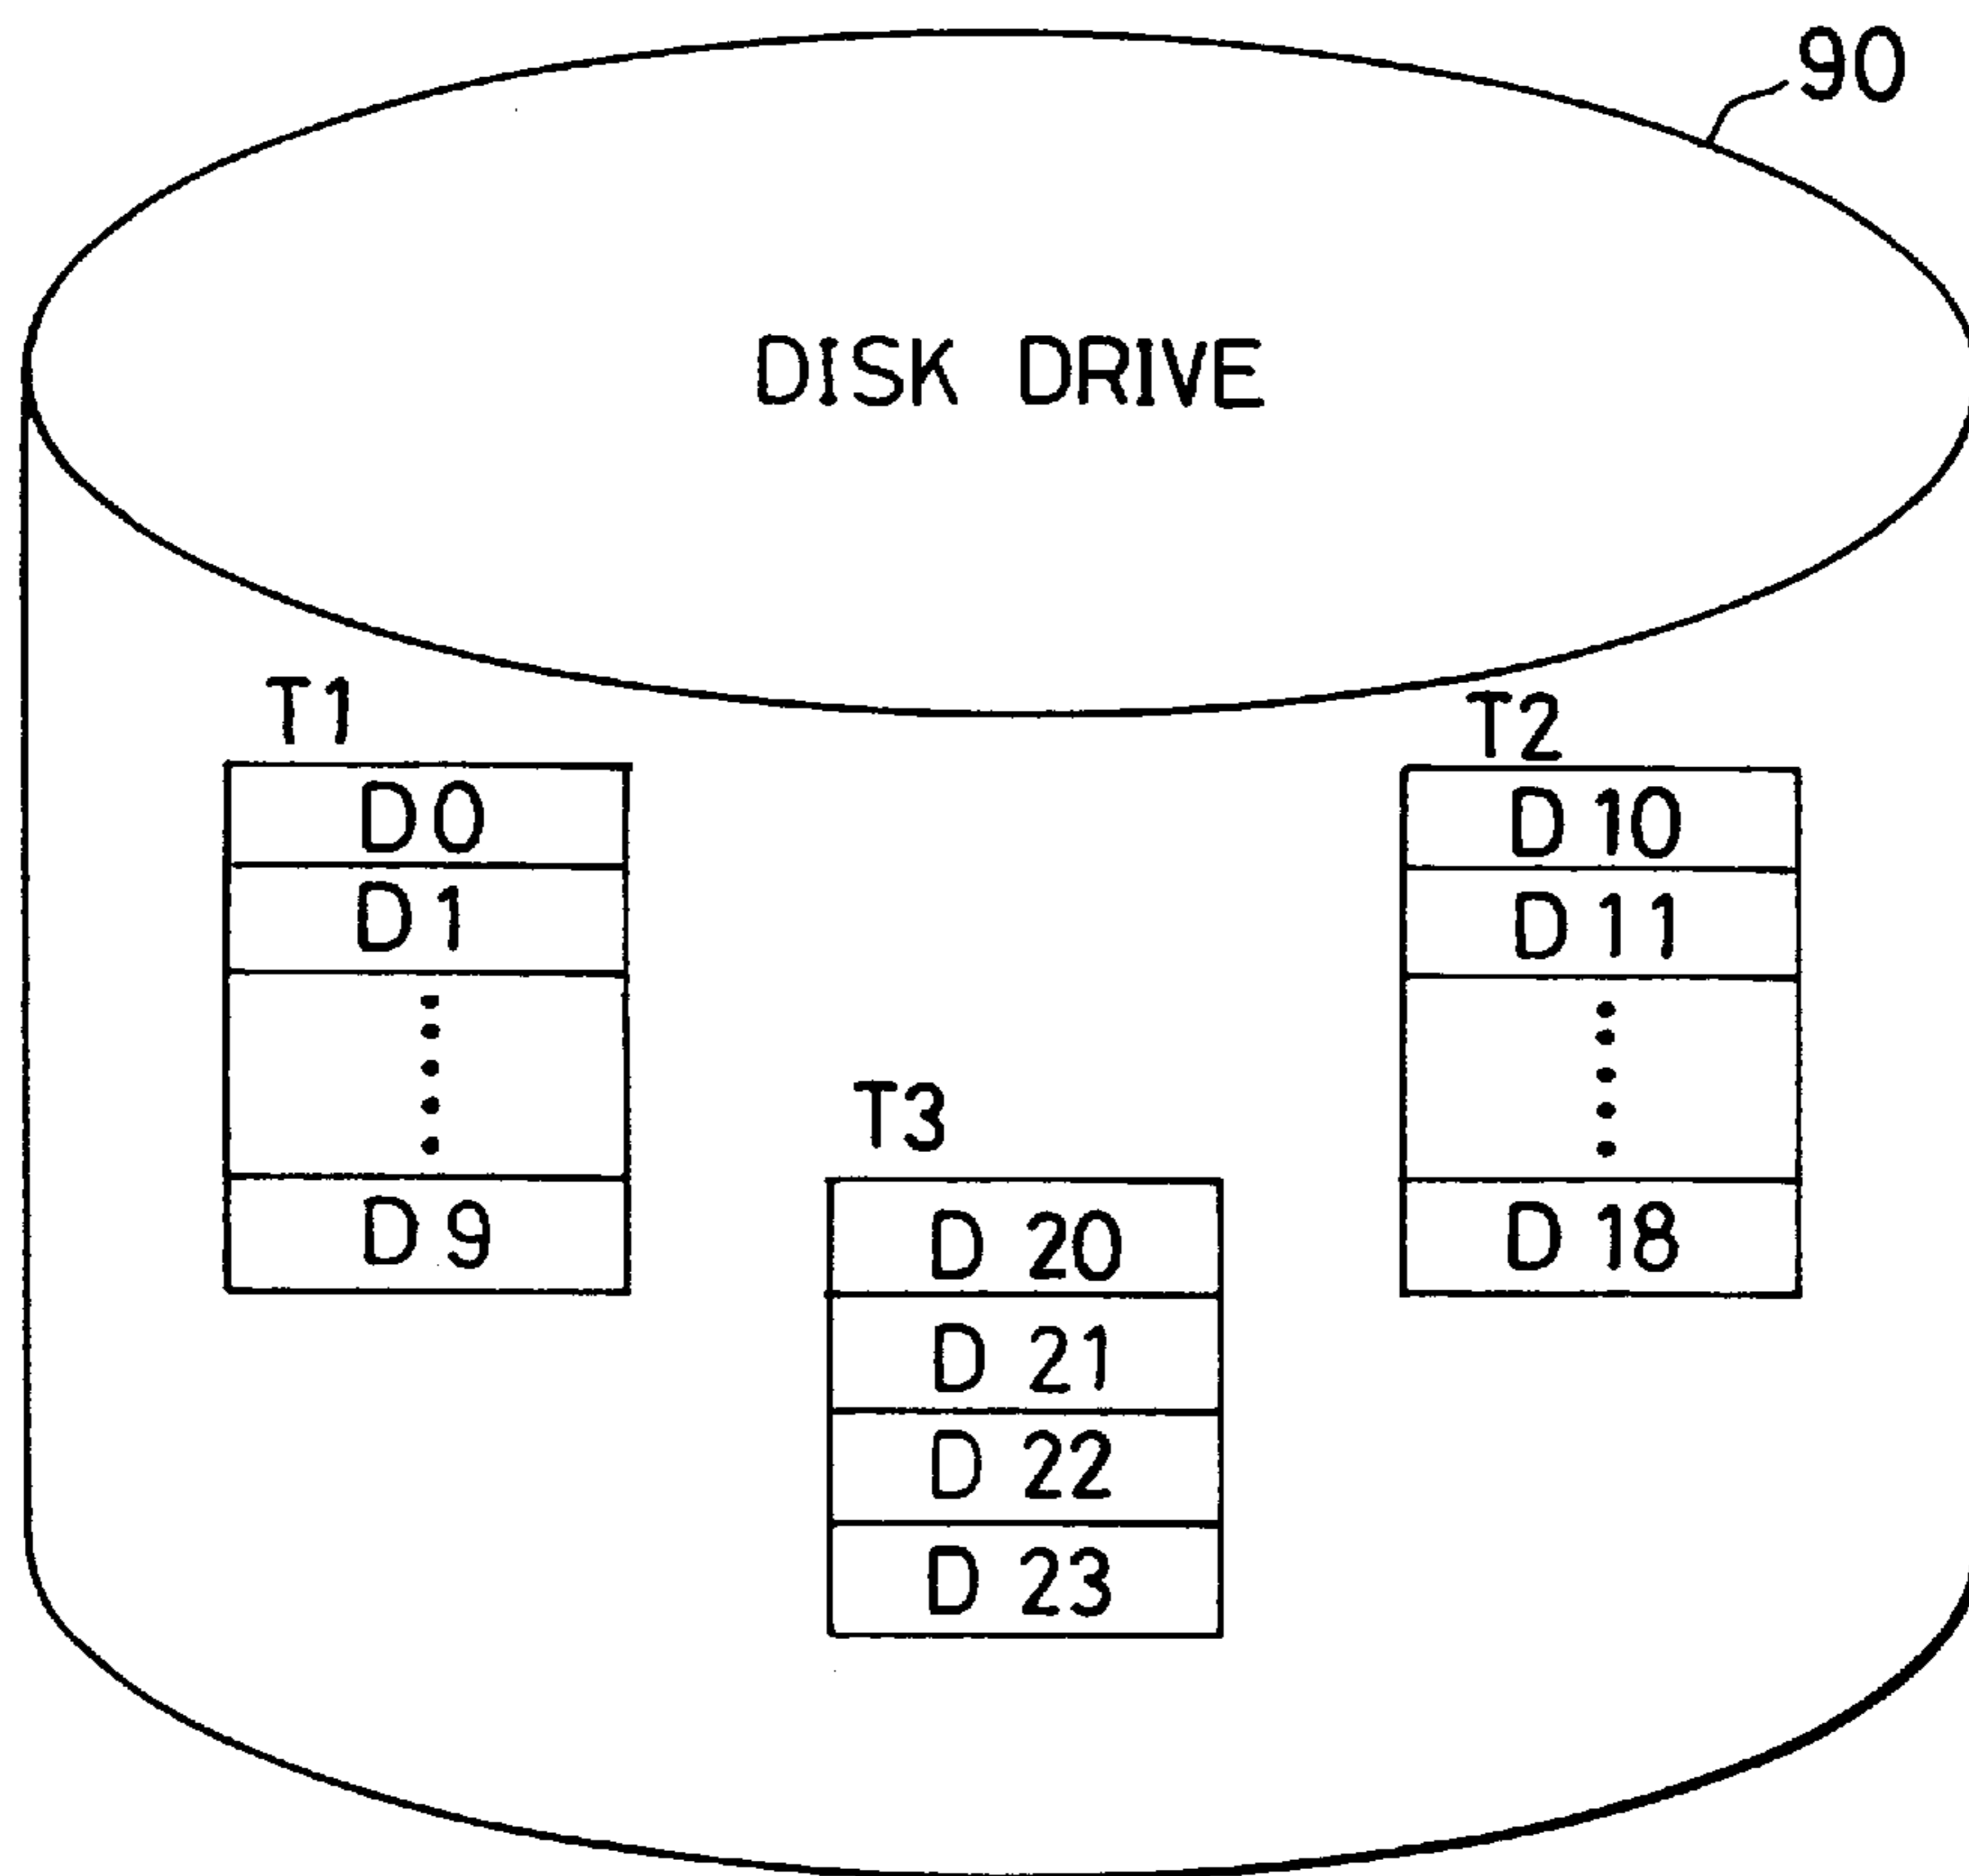 90
DISK DRIVE
T1
D0
D1
D9
T2
D10
D11
D18
T3
D20
D21
D22
D23